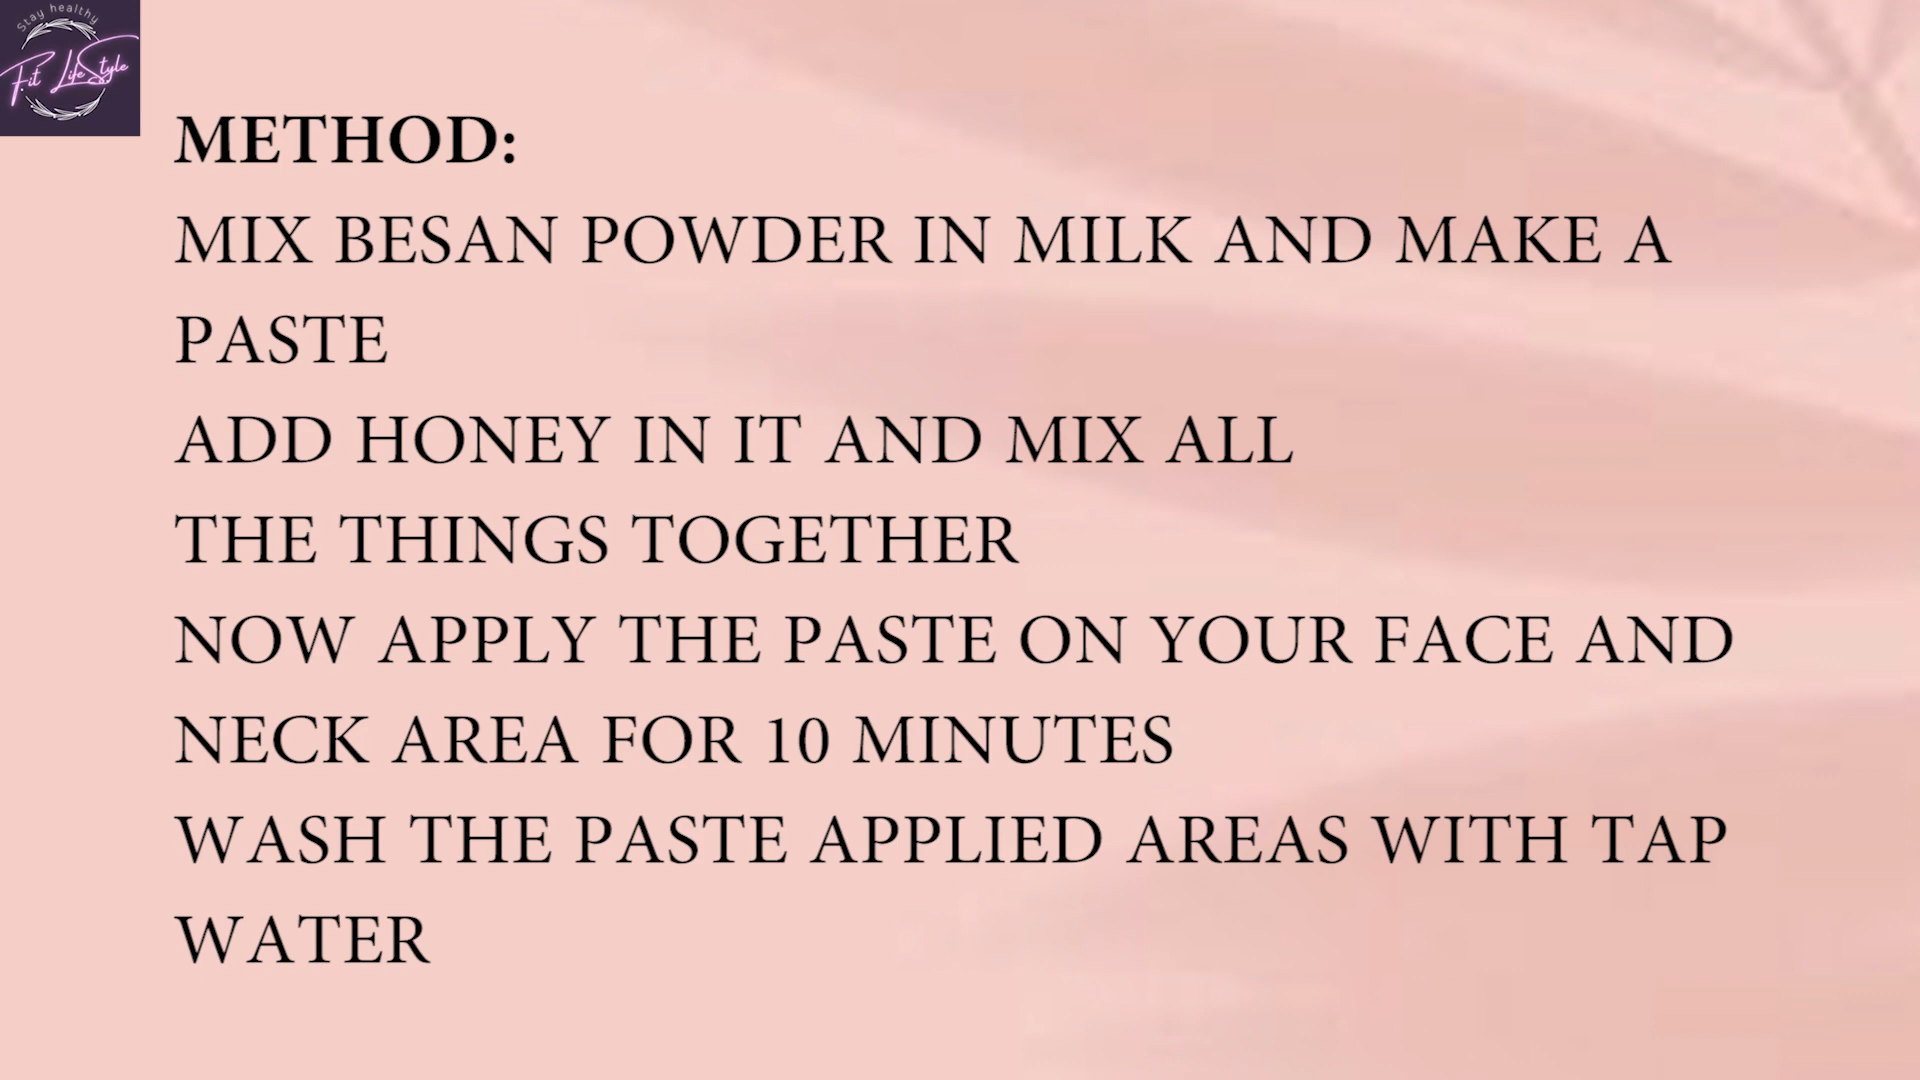 Stay healthy
Fit LifeStyle
METHOD:
MIX BESAN POWDER IN MILK AND MAKE A
PASTE
ADD HONEY IN IT AND MIX ALL
THE THINGS TOGETHER
NOW APPLY THE PASTE ON YOUR FACE AND
NECK AREA FOR 10 MINUTES
WASH THE PASTE APPLIED AREAS WITH TAP
WATER